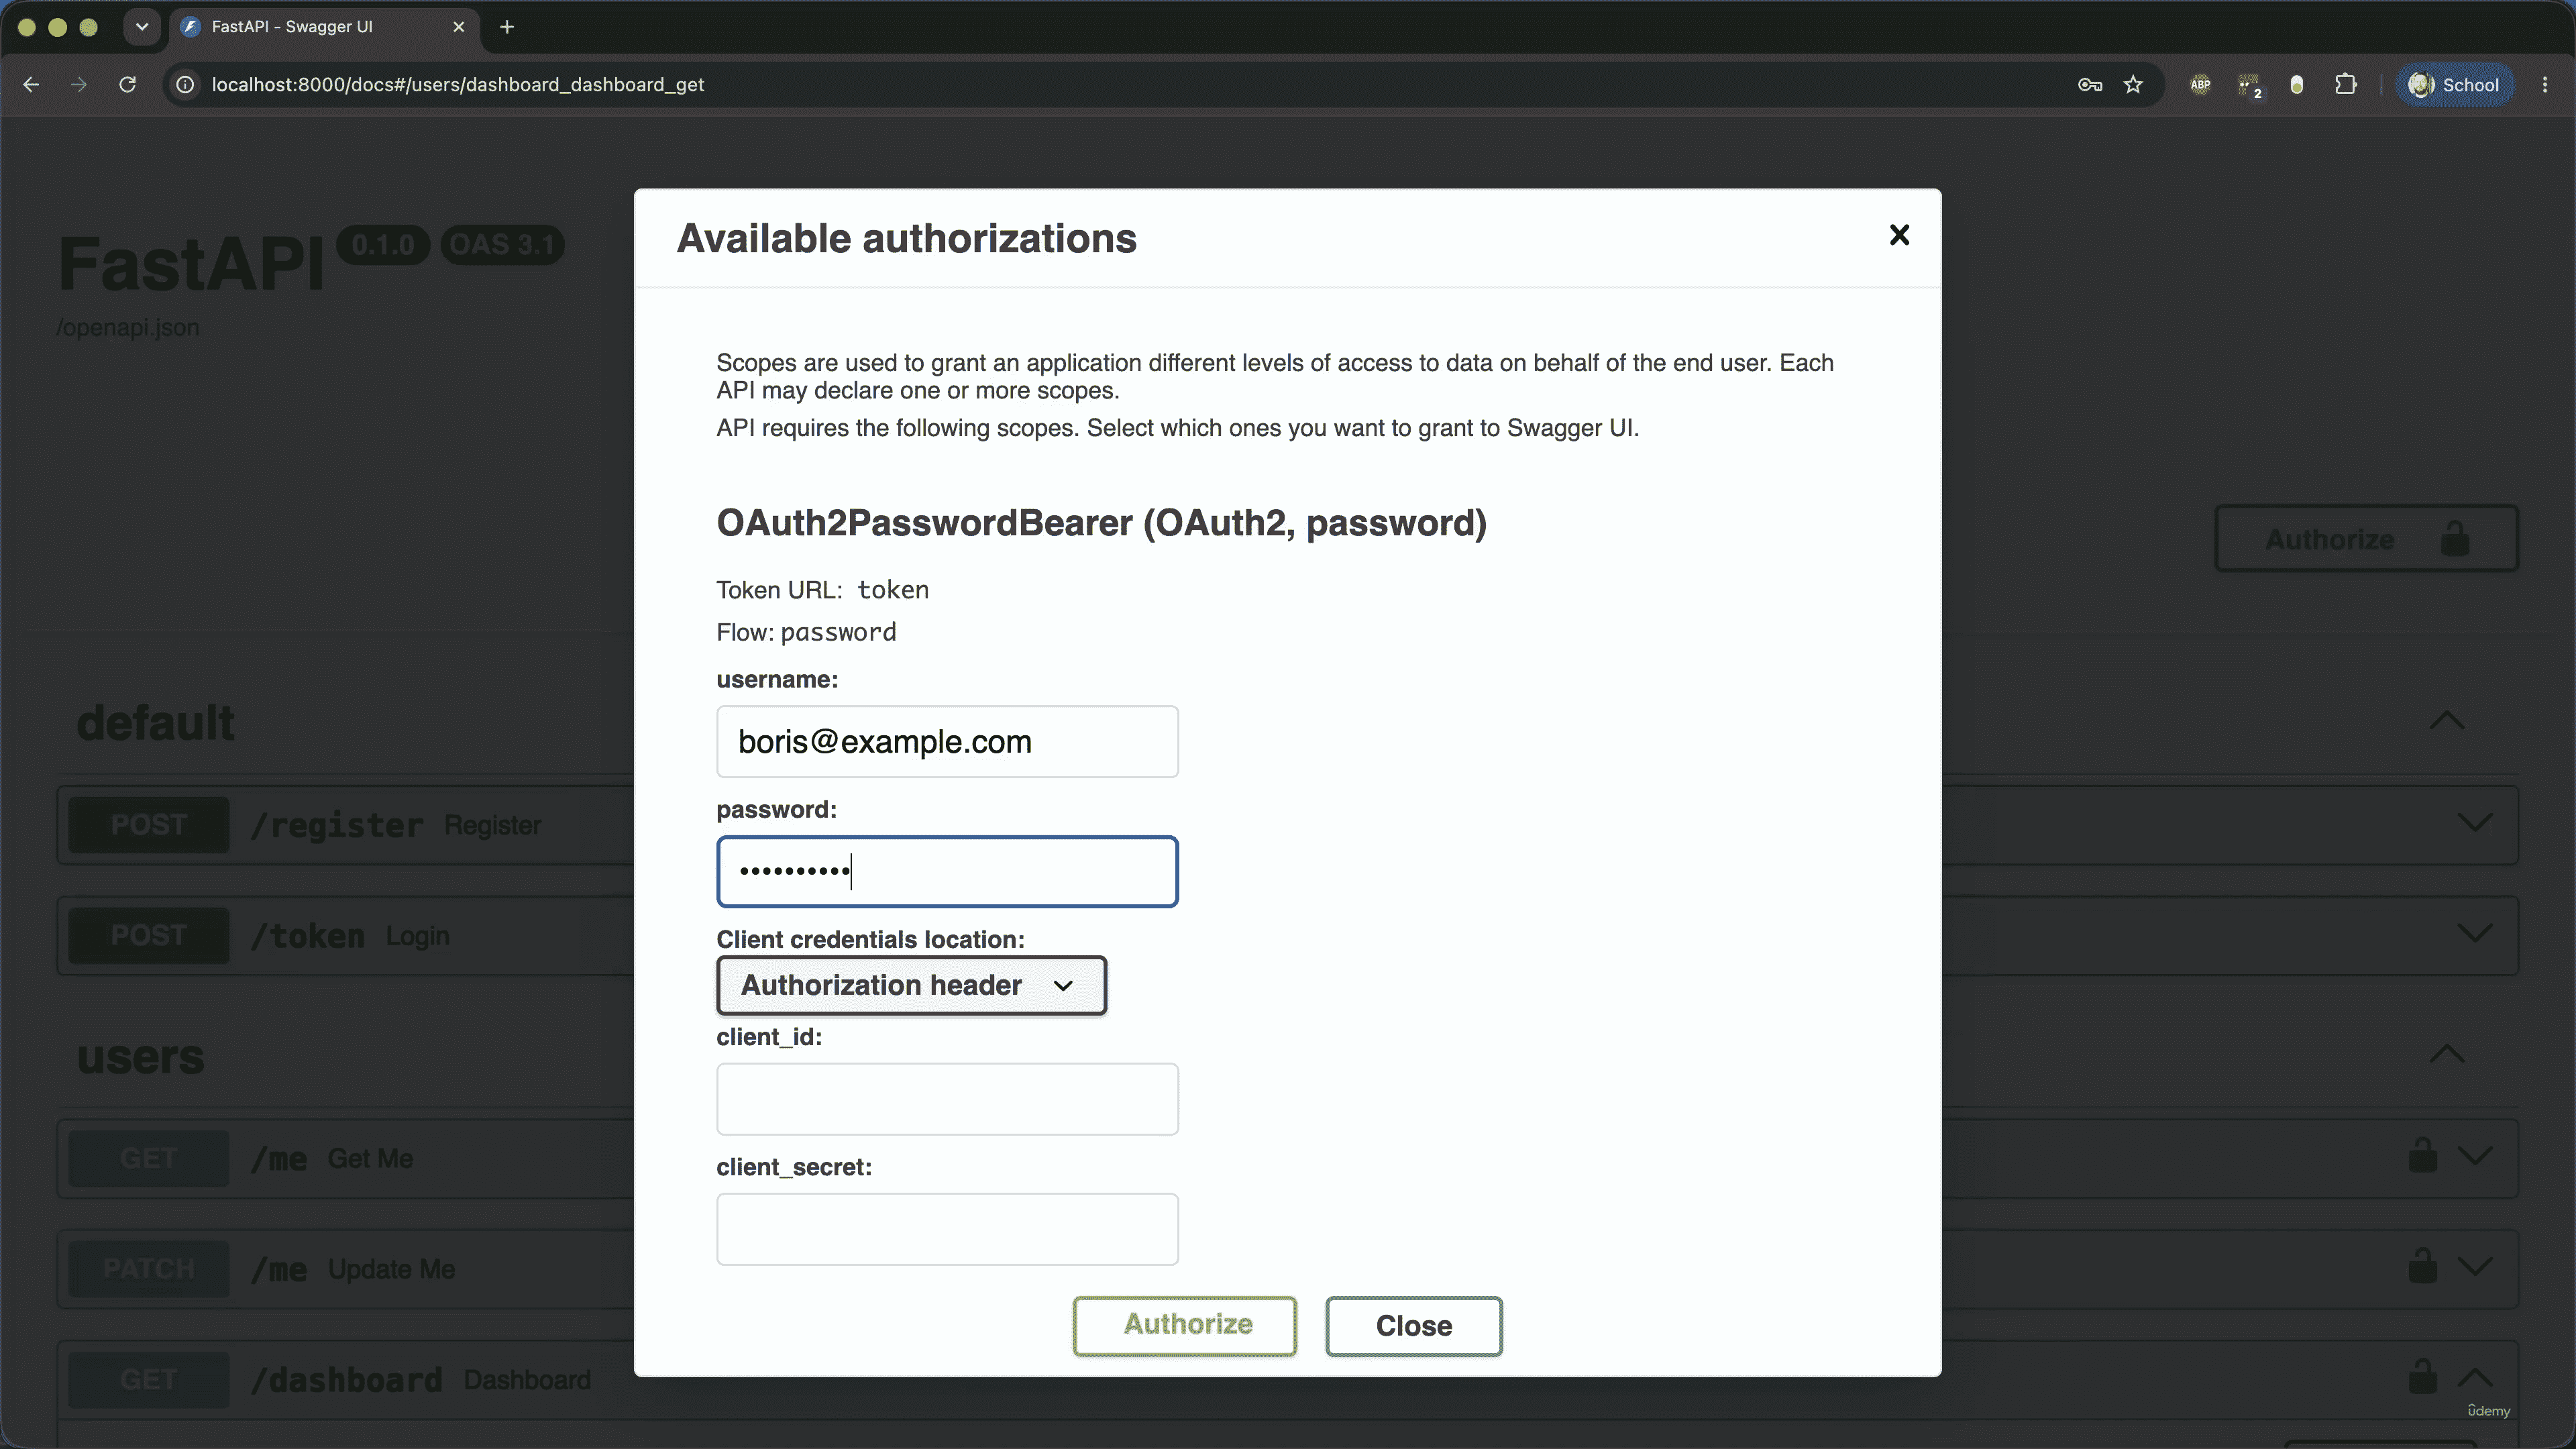 FastAPI - Swagger UI
localhost:8000/docs#/users/dashboard_dashboard_get
ABP
2
School
FastAPI 0.1.0 OAS 3.1
/openapi.json
Authorize
default
POST /register Register
POST /token Login
users
GET /me Get Me
PATCH /me Update Me
GET /dashboard Dashboard
Available authorizations
Scopes are used to grant an application different levels of access to data on behalf of the end user. Each
API may declare one or more scopes.
API requires the following scopes. Select which ones you want to grant to Swagger UI.
OAuth2PasswordBearer (OAuth2, password)
Token URL: token
Flow: password
username:
boris@example.com
password:
••••••••••
Client credentials location:
Authorization header
client_id:
client_secret:
Authorize
Close
ûdemy